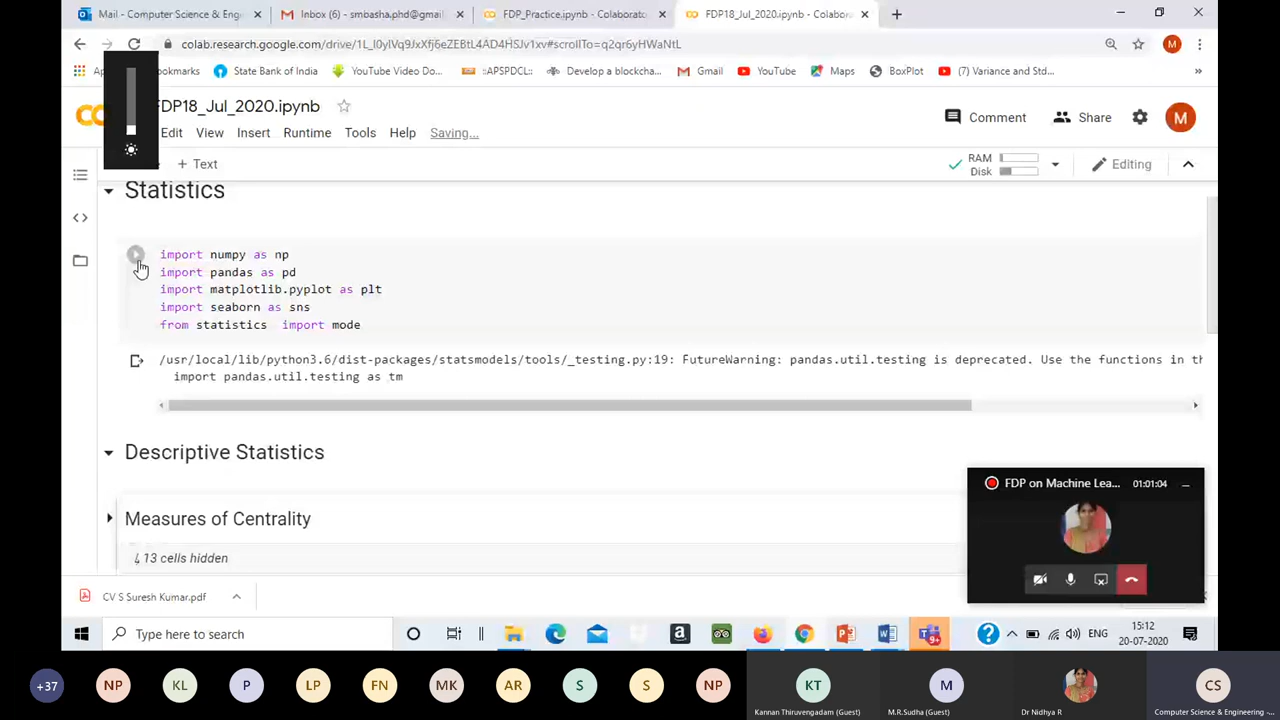 Mail - Computer Science & Eng
Inbox (6) - smbasha.phd@gmail
FDP_Practice.ipynb - Colaborato
FDP18_Jul_2020.ipynb - Colabora
colab.research.google.com/drive/1L_l0ylVq9JxXfj6eZEBtL4AD4HSJv1xv#scrollTo=q2qr6yHWaNtL
Ap
okmarks
State Bank of India
YouTube Video Do...
::APSPDCL::
Develop a blockcha...
Gmail
YouTube
Maps
BoxPlot
(7) Variance and Std...
FDP18_Jul_2020.ipynb
Comment
Share
M
Edit View Insert Runtime Tools Help Saving...
+ Text
RAM
Disk
Editing
Statistics
import numpy as np
import pandas as pd
import matplotlib.pyplot as plt
import seaborn as sns
from statistics import mode
/usr/local/lib/python3.6/dist-packages/statsmodels/tools/_testing.py:19: FutureWarning: pandas.util.testing is deprecated. Use the functions in th
import pandas.util.testing as tm
Descriptive Statistics
Measures of Centrality
13 cells hidden
FDP on Machine Lea...
01:01:04
CV S Suresh Kumar.pdf
Type here to search
ENG
15:12
20-07-2020
+37 NP KL P LP FN MK AR S S NP KT M CS
Kannan Thiruvengadam (Guest)
M.R.Sudha (Guest)
Dr Nidhya R
Computer Science & Engineering -...